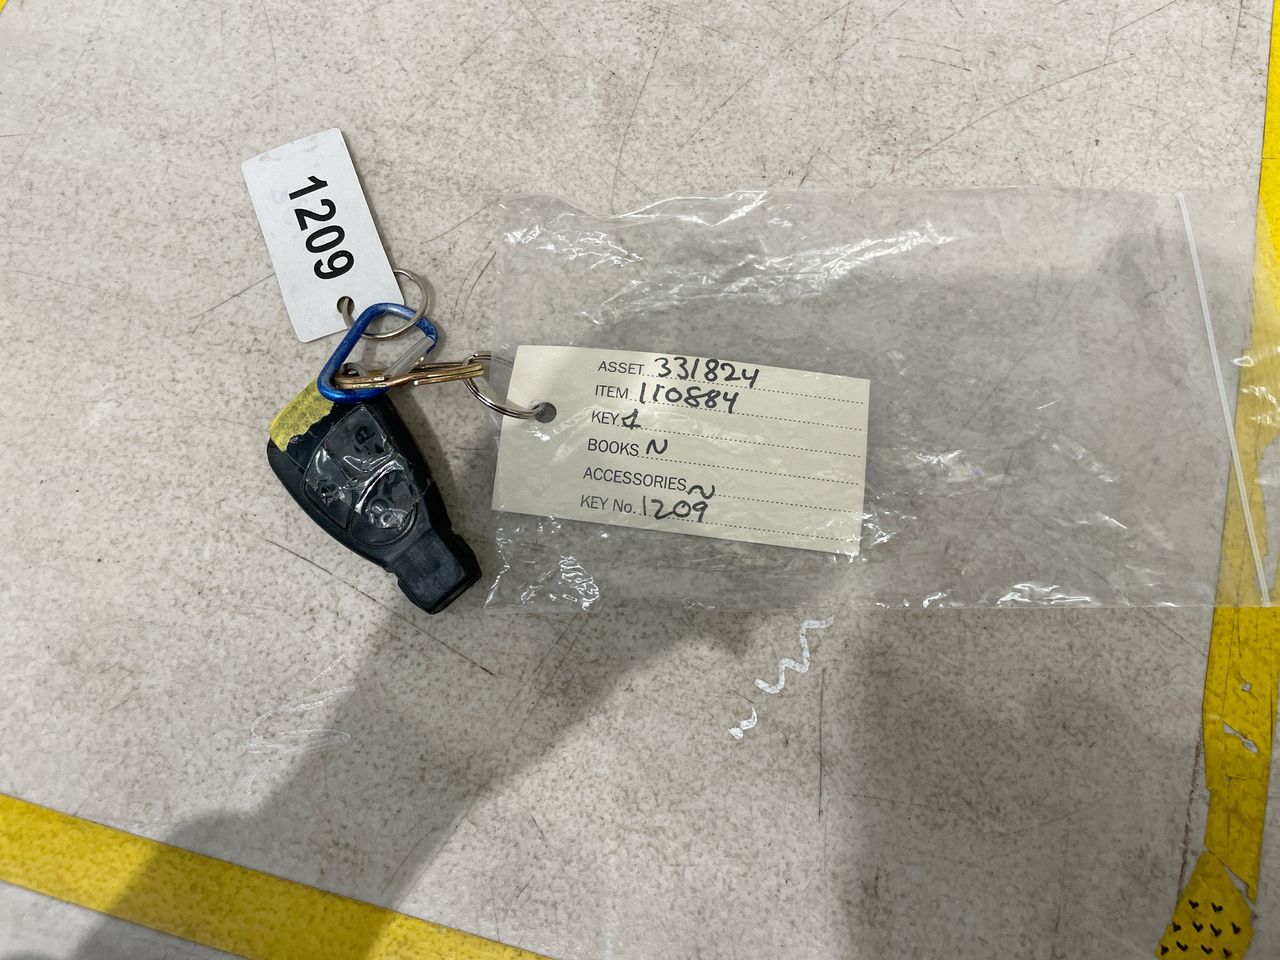 1209
ASSET 331824
ITEM 110884
KEY 1
BOOKS N
ACCESSORIES N
KEY No. 1209